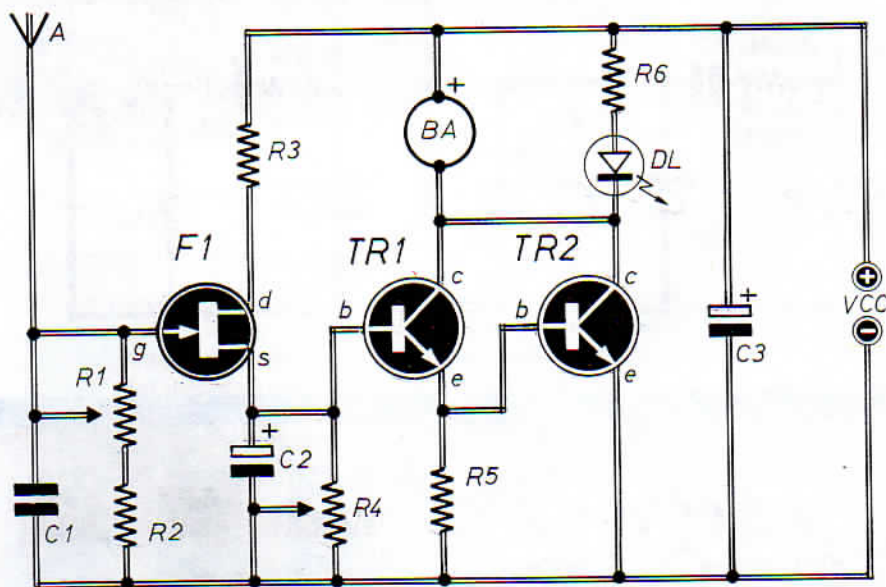 A
R6
+
BA
R3
DL
F1
TR1
TR2
d
c
c
+
VCC
g
b
b
s
C3
R1
e
e
+
C2
R4
R5
C1
R2